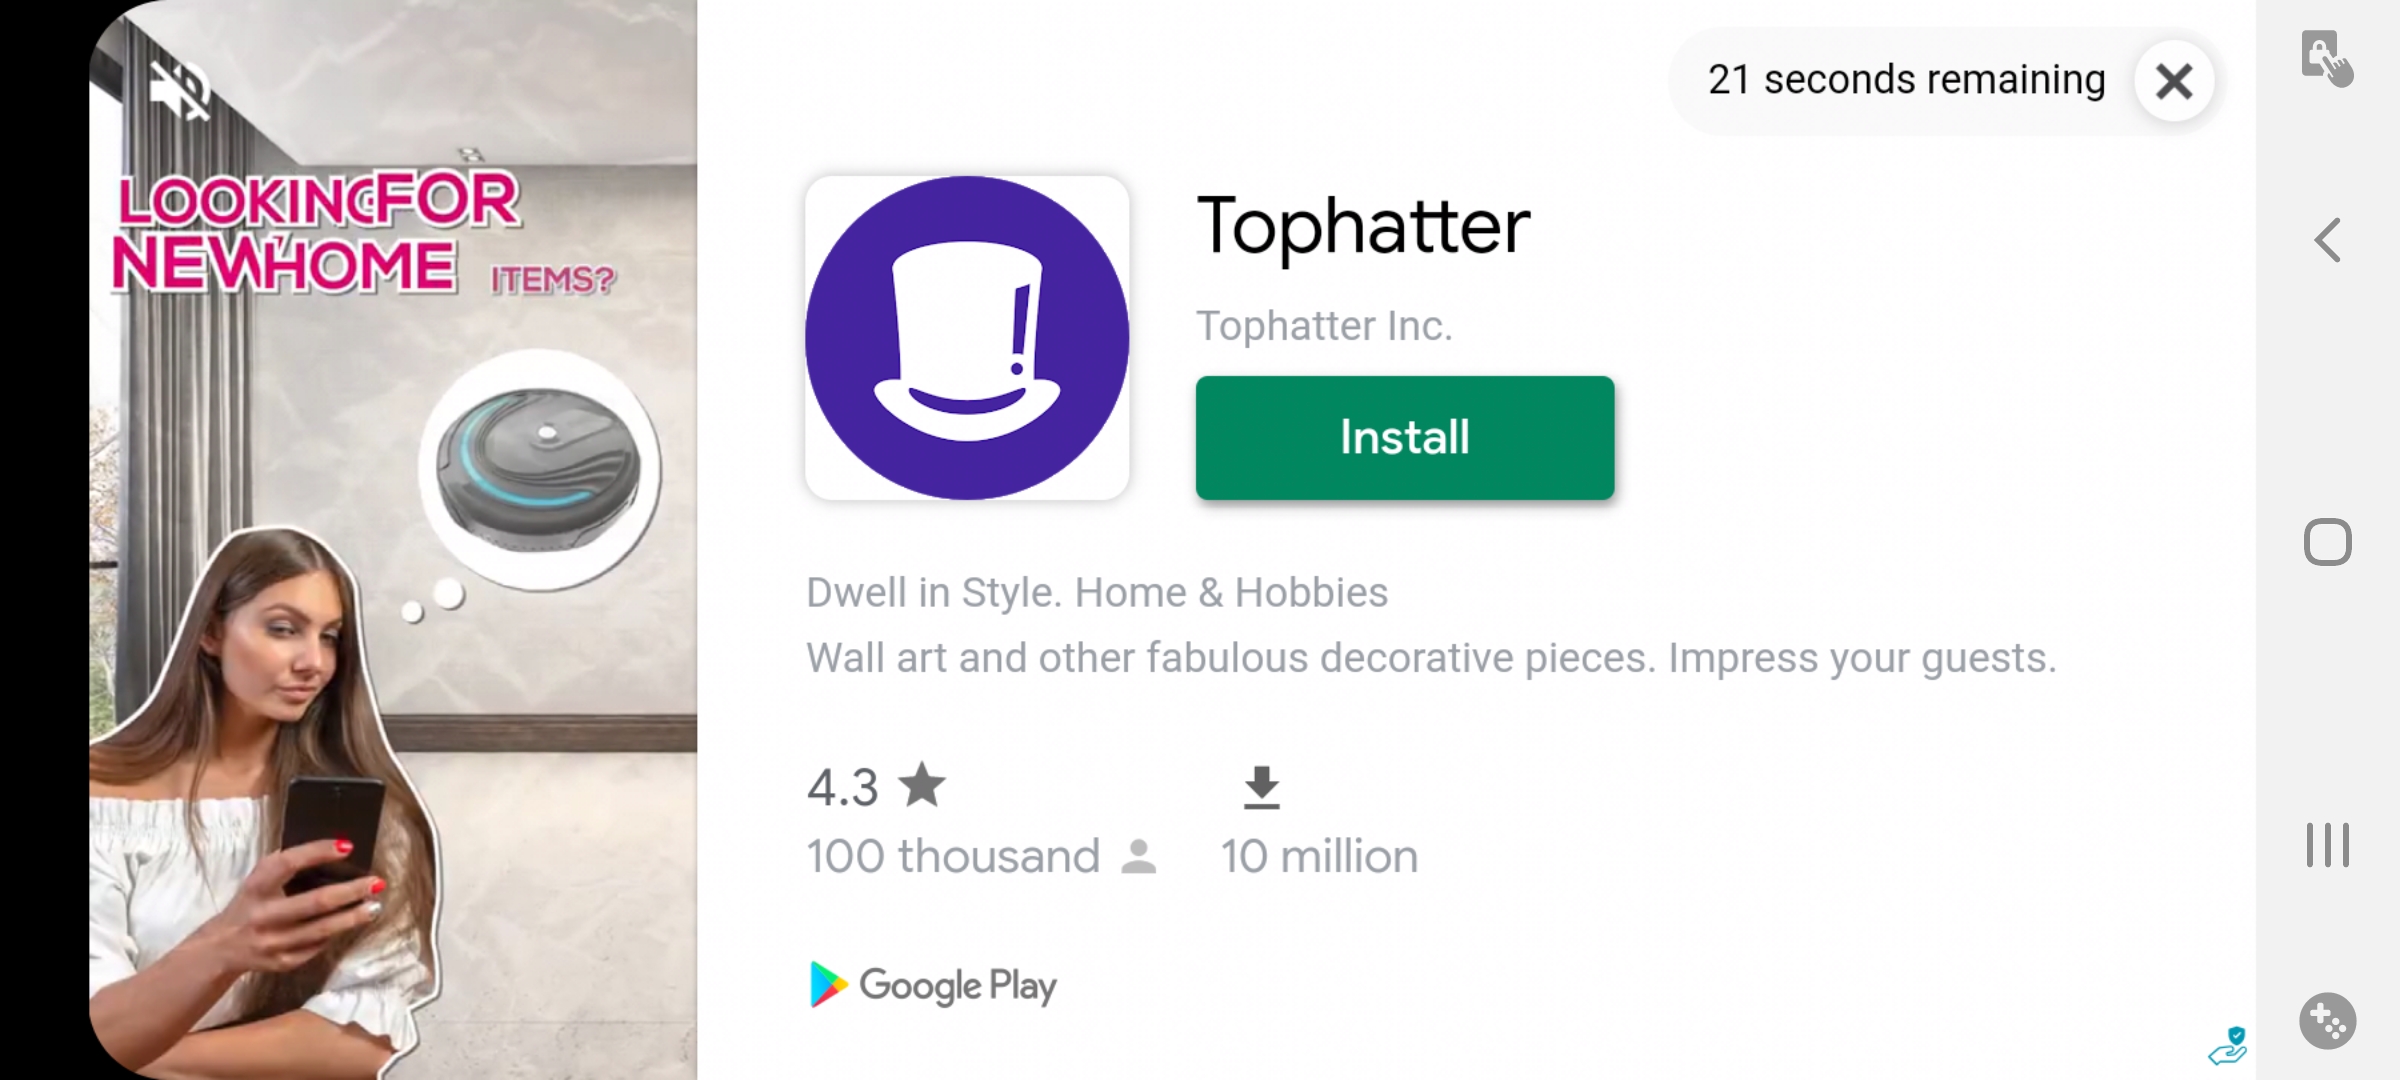 LOOKING FOR
NEW HOME ITEMS?
21 seconds remaining
Tophatter
Tophatter Inc.
Install
Dwell in Style. Home & Hobbies
Wall art and other fabulous decorative pieces. Impress your guests.
4.3
100 thousand
10 million
Google Play